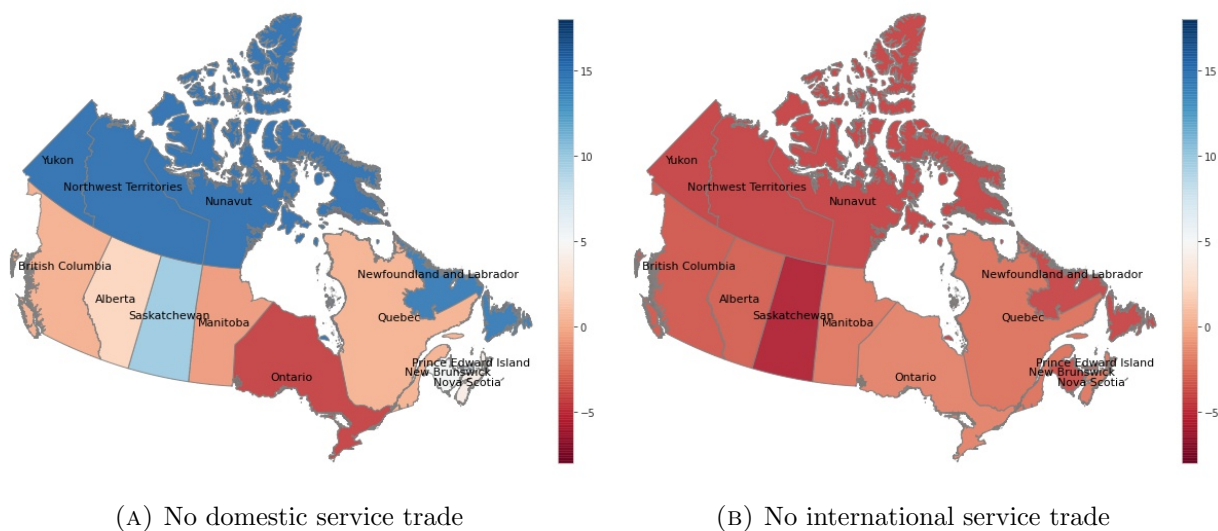 Yukon
Northwest Territories
Nunavut
British Columbia
Alberta
Saskatchewan
Manitoba
Ontario
Quebec
Newfoundland and Labrador
Prince Edward Island
New Brunswick
Nova Scotia
15
10
5
0
−5
Yukon
Northwest Territories
Nunavut
British Columbia
Alberta
Saskatchewan
Manitoba
Ontario
Quebec
Newfoundland and Labrador
Prince Edward Island
New Brunswick
Nova Scotia
15
10
5
0
−5
(A) No domestic service trade
(B) No international service trade